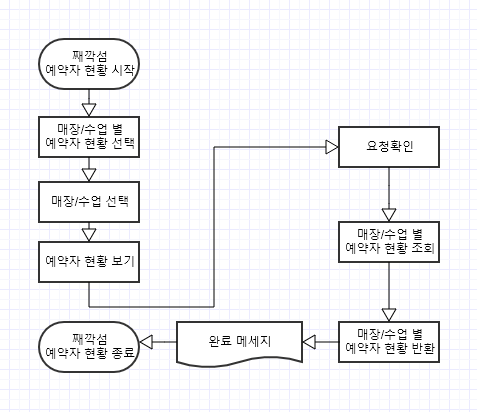 째깍섬
예약자 현황 시작
매장/수업 별
예약자 현황 선택
매장/수업 선택
예약자 현황 보기
요청확인
매장/수업 별
예약자 현황 조회
매장/수업 별
예약자 현황 반환
완료 메세지
째깍섬
예약자 현황 종료